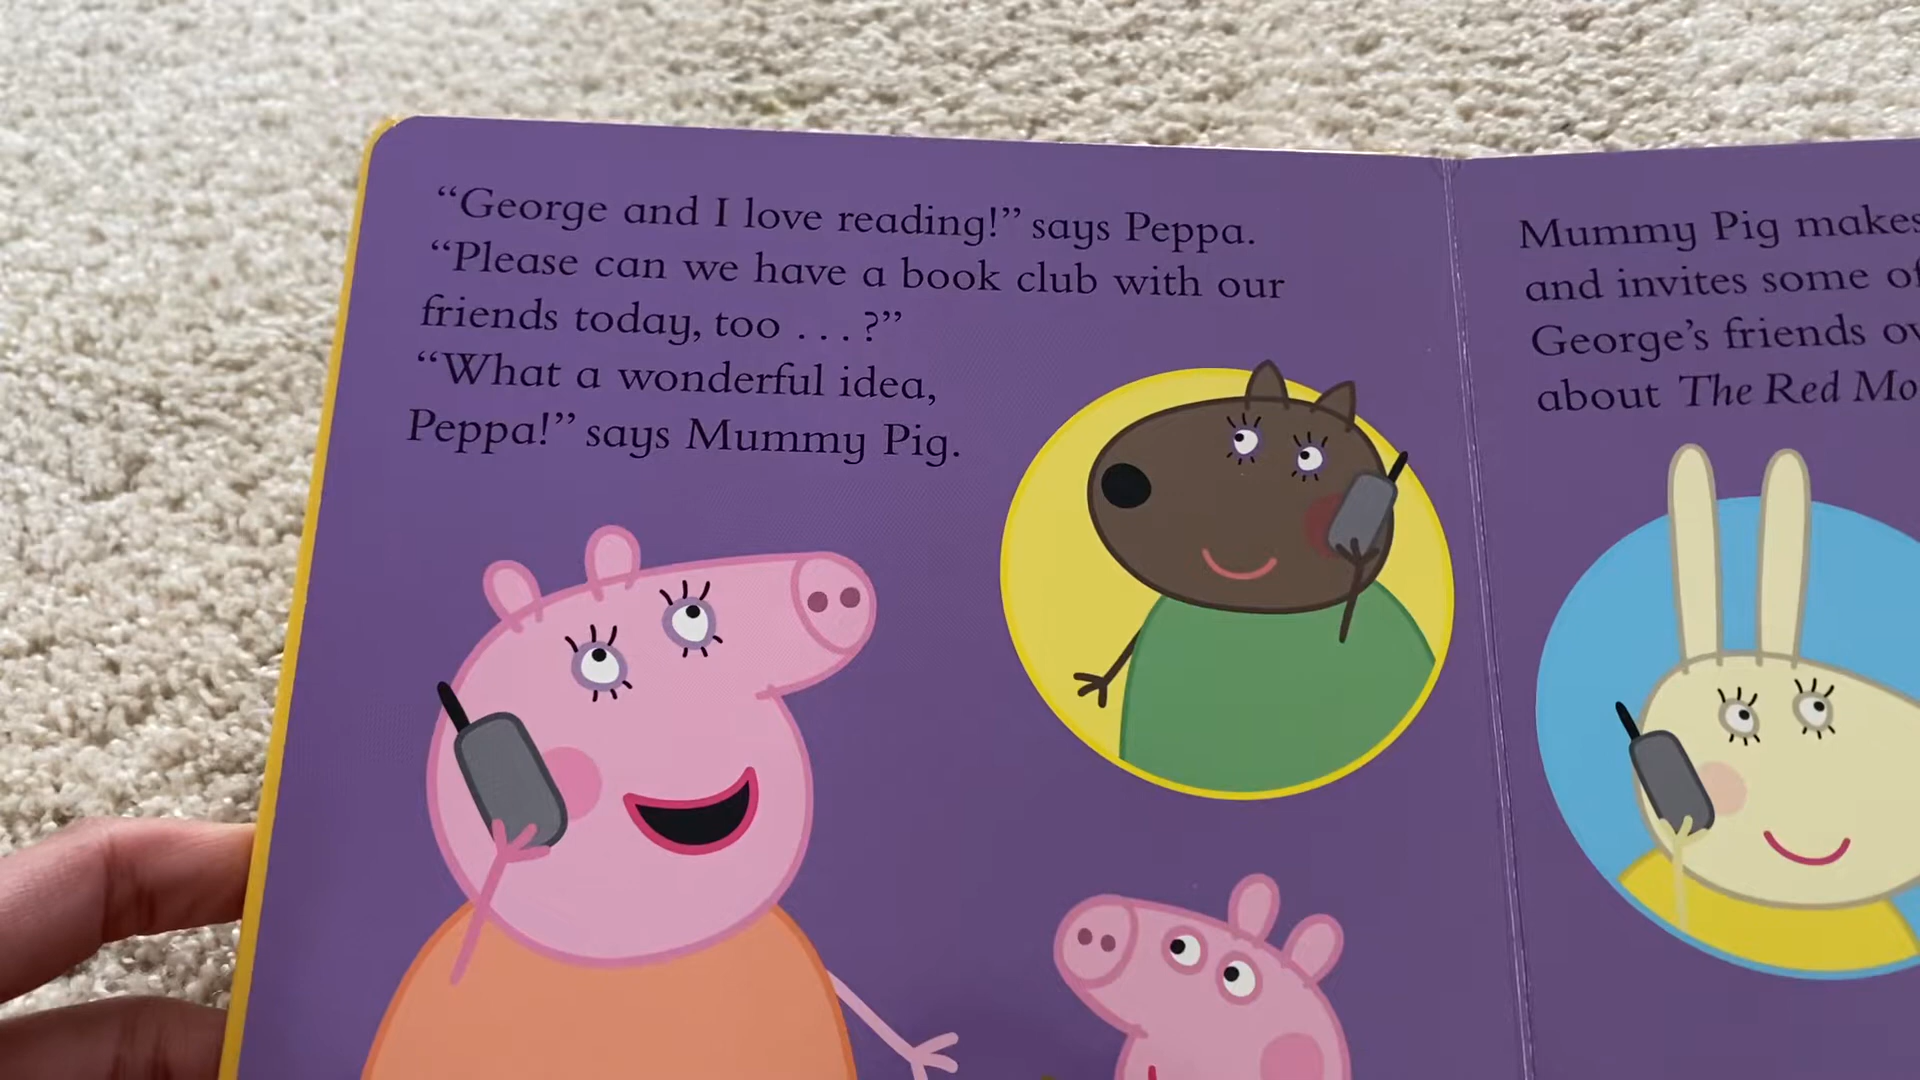 “George and I love reading!” says Peppa.
“Please can we have a book club with our
friends today, too . . . ?”
“What a wonderful idea,
Peppa!” says Mummy Pig.
Mummy Pig makes
and invites some of
George’s friends
about The Red